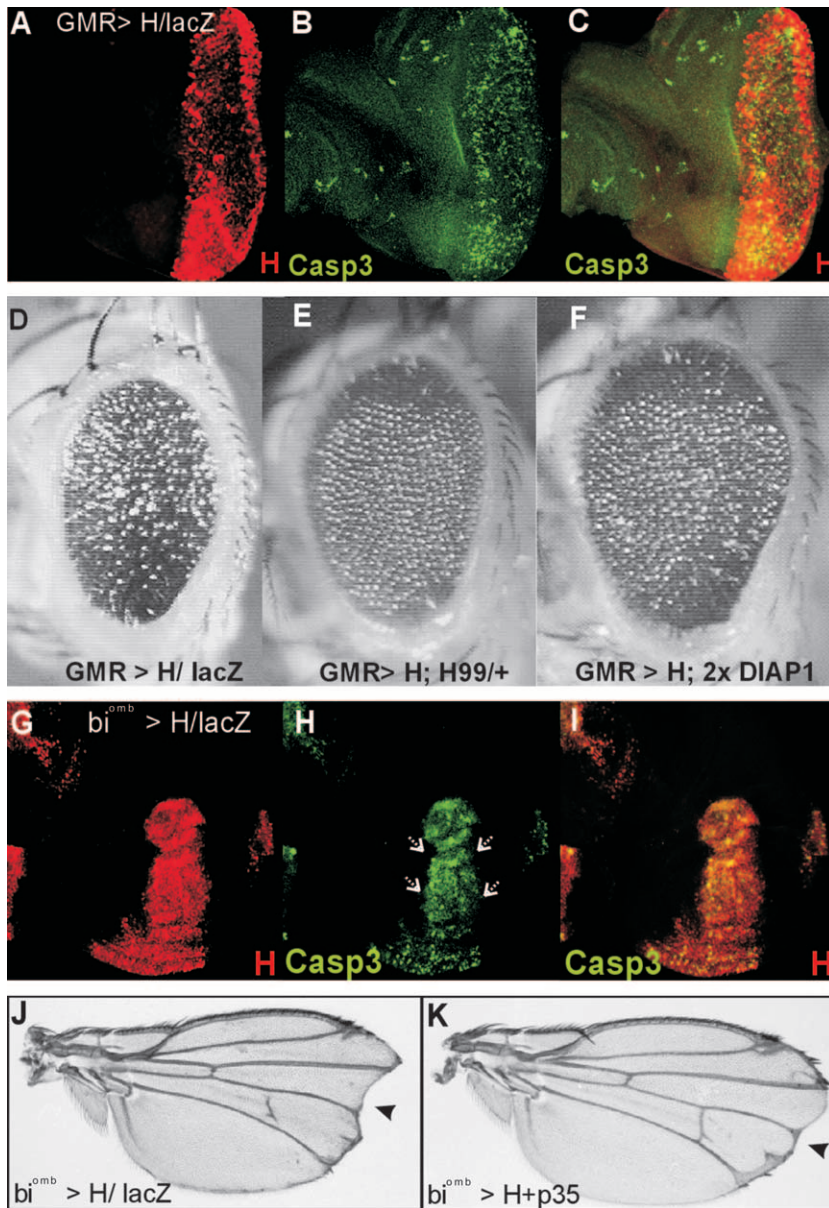 A GMR> H/lacZ H
B Casp3
C Casp3 H
D GMR > H/ lacZ
E GMR> H; H99/+
F GMR > H; 2x DIAP1
G bi^omb > H/lacZ H
H Casp3
I Casp3 H
J bi^omb > H/ lacZ
K bi^omb > H+p35